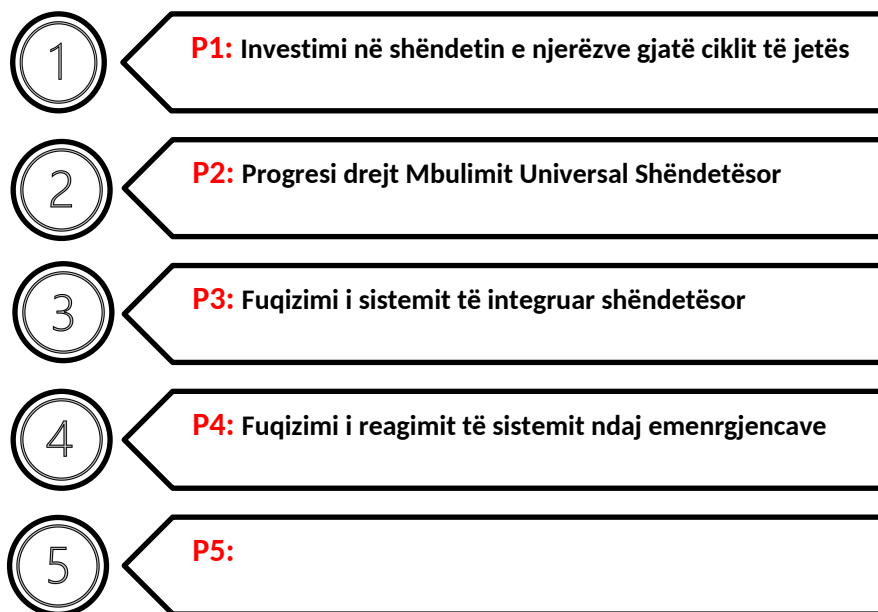 1
P1: Investimi në shëndetin e njerëzve gjatë ciklit të jetës
2
P2: Progresi drejt Mbulimit Universal Shëndetësor
3
P3: Fuqizimi i sistemit të integruar shëndetësor
4
P4: Fuqizimi i reagimit të sistemit ndaj emenrgjencave
5
P5: